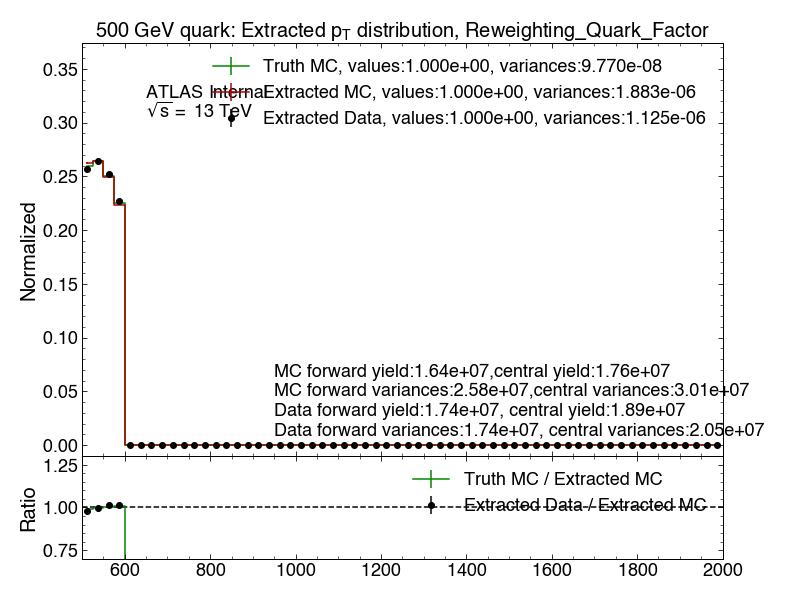 500 GeV quark: Extracted pT distribution, Reweighting_Quark_Factor
Truth MC, values:1.000e+00, variances:9.770e-08
ATLAS Internal
Extracted MC, values:1.000e+00, variances:1.883e-06
√s = 13 TeV
Extracted Data, values:1.000e+00, variances:1.125e-06
0.35
0.30
0.25
0.20
0.15
0.10
0.05
0.00
Normalized
MC forward yield:1.64e+07,central yield:1.76e+07
MC forward variances:2.58e+07,central variances:3.01e+07
Data forward yield:1.74e+07, central yield:1.89e+07
Data forward variances:1.74e+07, central variances:2.05e+07
1.25
1.00
0.75
Ratio
Truth MC / Extracted MC
Extracted Data / Extracted MC
600 800 1000 1200 1400 1600 1800 2000